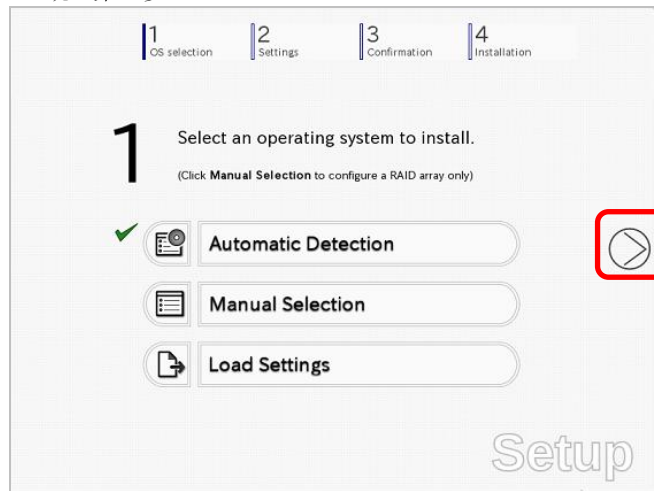 1
OS selection
2
Settings
3
Confirmation
4
Installation
1
Select an operating system to install.
(Click Manual Selection to configure a RAID array only)
Automatic Detection
Manual Selection
Load Settings
Setup